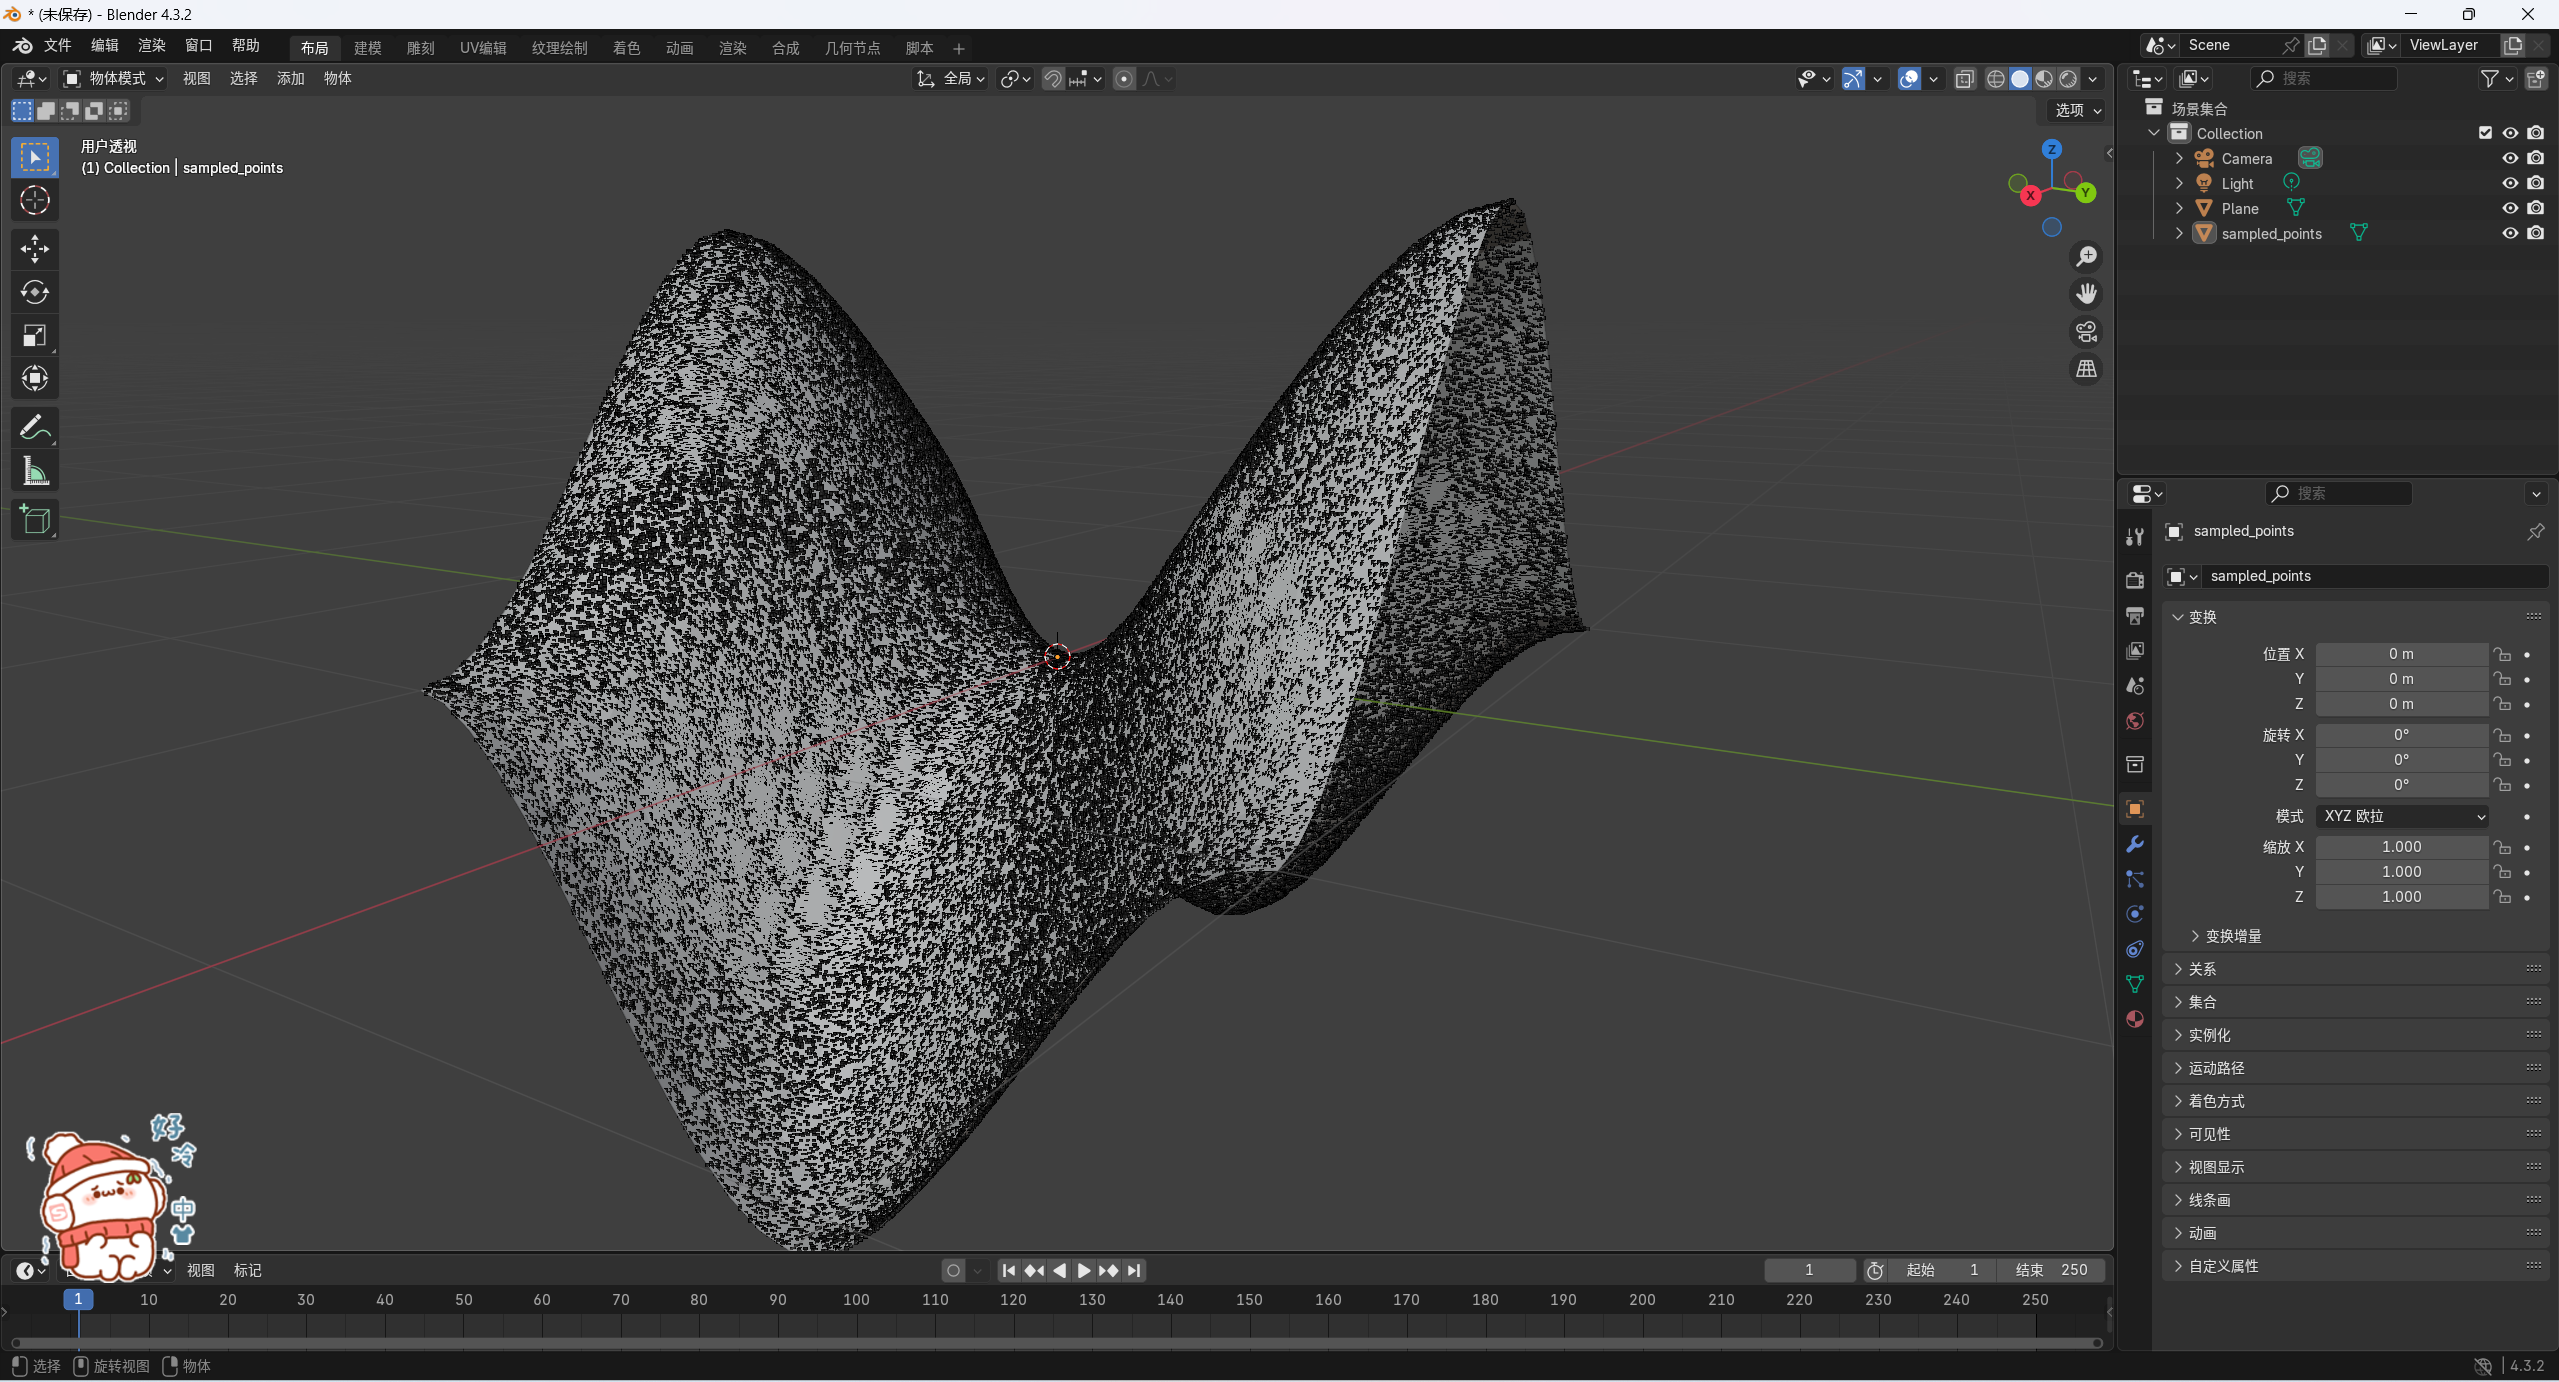 * (未保存) - Blender 4.3.2
文件 编辑 渲染 窗口 帮助 布局 建模 雕刻 UV编辑 纹理绘制 着色 动画 渲染 合成 几何节点 脚本 Scene ViewLayer
物体模式 视图 选择 添加 物体 全局 搜索
选项
用户透视
(1) Collection | sampled_points
Z
X
Y
场景集合
Collection
Camera
Light
Plane
sampled_points
搜索
sampled_points
sampled_points
变换
位置 X 0 m
Y 0 m
Z 0 m
旋转 X 0°
Y 0°
Z 0°
模式 XYZ 欧拉
缩放 X 1.000
Y 1.000
Z 1.000
变换增量
关系
集合
实例化
运动路径
着色方式
可见性
视图显示
线条画
动画
自定义属性
好
冷
中
S
视图 标记 1 起始 1 结束 250
1 10 20 30 40 50 60 70 80 90 100 110 120 130 140 150 160 170 180 190 200 210 220 230 240 250
选择 旋转视图 物体 4.3.2